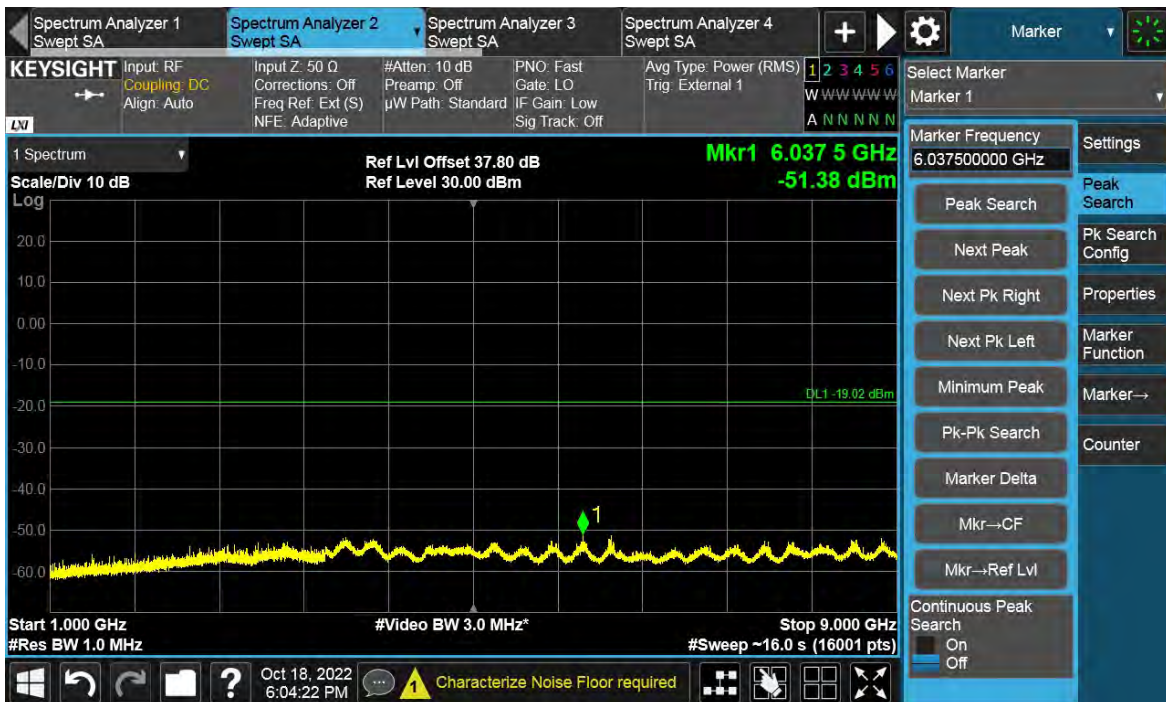 Spectrum Analyzer 1
Swept SA
Spectrum Analyzer 2
Swept SA
Spectrum Analyzer 3
Swept SA
Spectrum Analyzer 4
Swept SA
+
Marker
KEYSIGHT
LXI
Input: RF
Coupling: DC
Align: Auto
Input Z: 50 Ω
Corrections: Off
Freq Ref: Ext (S)
NFE: Adaptive
#Atten: 10 dB
Preamp: Off
µW Path: Standard
PNO: Fast
Gate: LO
IF Gain: Low
Sig Track: Off
Avg Type: Power (RMS)
Trig: External 1
1 2 3 4 5 6
W W W W W W
A N N N N N
Select Marker
Marker 1
1 Spectrum
Scale/Div 10 dB
Log
Ref Lvl Offset 37.80 dB
Ref Level 30.00 dBm
Mkr1 6.037 5 GHz
-51.38 dBm
20.0
10.0
0.00
-10.0
-20.0
-30.0
-40.0
-50.0
-60.0
DL1 -19.02 dBm
1
Start 1.000 GHz
#Res BW 1.0 MHz
#Video BW 3.0 MHz*
Stop 9.000 GHz
#Sweep ~16.0 s (16001 pts)
Marker Frequency
6.037500000 GHz
Peak Search
Next Peak
Next Pk Right
Next Pk Left
Minimum Peak
Pk-Pk Search
Marker Delta
Mkr→CF
Mkr→Ref Lvl
Continuous Peak
Search
On
Off
Settings
Peak
Search
Pk Search
Config
Properties
Marker
Function
Marker→
Counter
?
Oct 18, 2022
6:04:22 PM
1
Characterize Noise Floor required